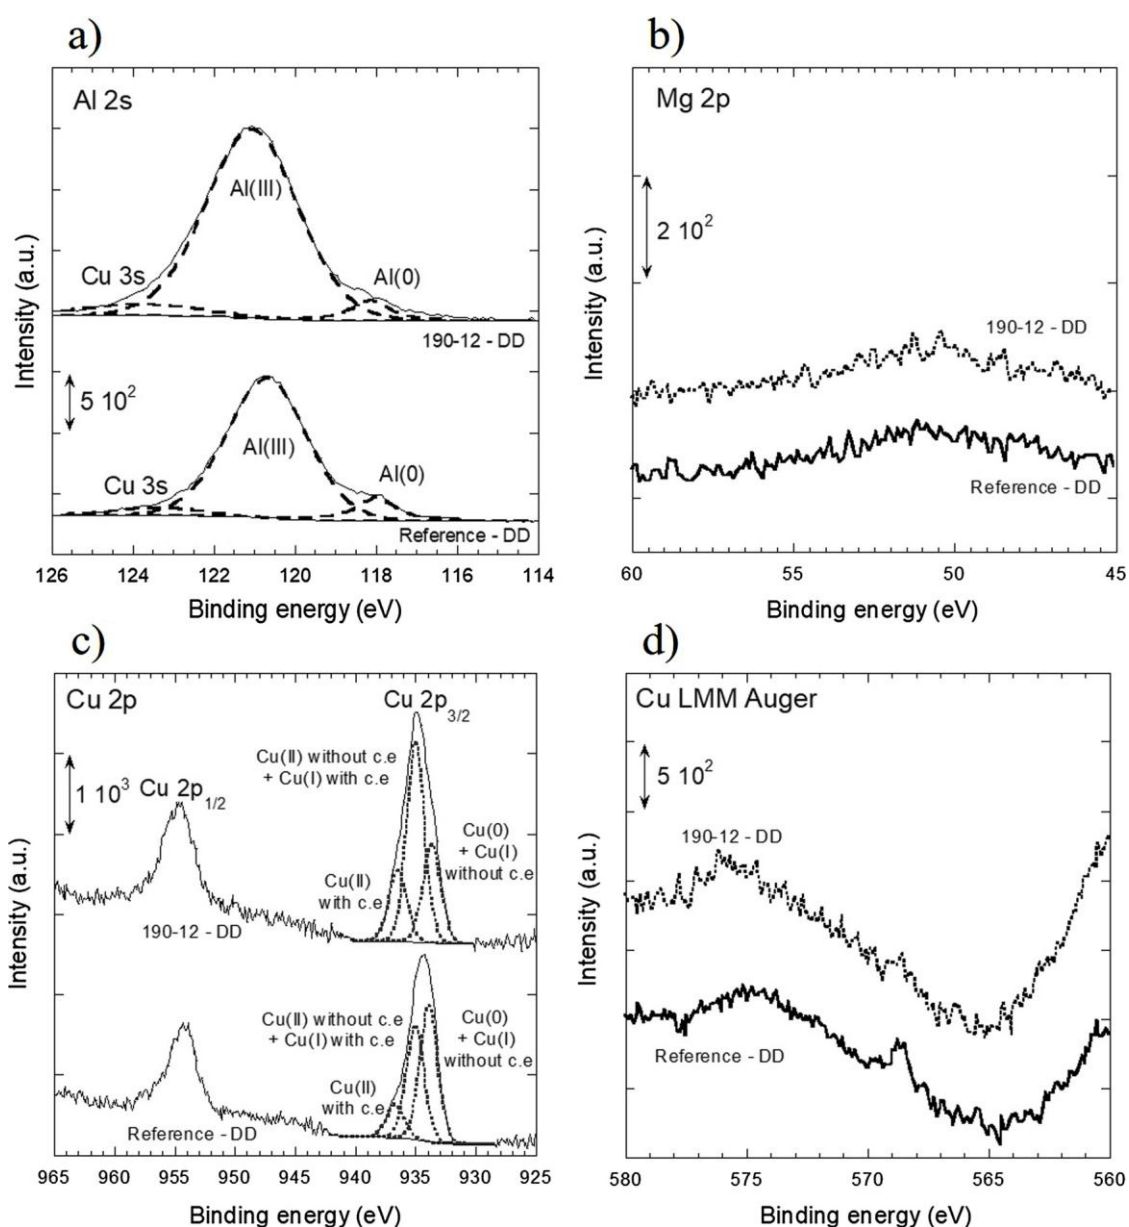 a)
Al 2s
Al(III)
Cu 3s
Al(0)
190-12 - DD
5 10²
Al(III)
Cu 3s
Al(0)
Reference - DD
Intensity (a.u.)
126 124 122 120 118 116 114
Binding energy (eV)
b)
Mg 2p
2 10²
190-12 - DD
Reference - DD
Intensity (a.u.)
60 55 50 45
Binding energy (eV)
c)
Cu 2p
Cu 2p3/2
Cu(II) without c.e
+ Cu(I) with c.e
1 10³
Cu 2p1/2
Cu(0)
+ Cu(I)
without c.e
Cu(II)
with c.e
190-12 - DD
Cu(II) without c.e
+ Cu(I) with c.e
Cu(0)
+ Cu(I)
without c.e
Cu(II)
with c.e
Reference - DD
Intensity (a.u.)
965 960 955 950 945 940 935 930 925
Binding energy (eV)
d)
Cu LMM Auger
5 10²
190-12 - DD
Reference - DD
Intensity (a.u.)
580 575 570 565 560
Binding energy (eV)